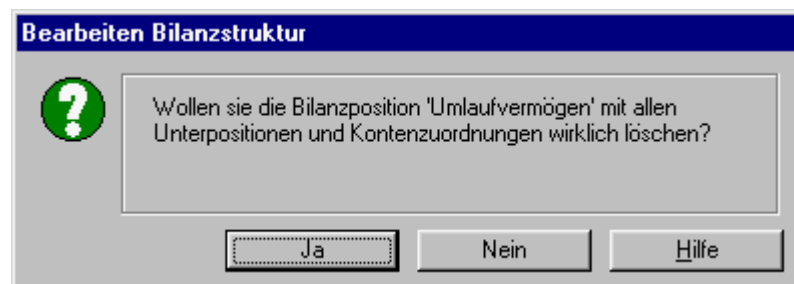 Bearbeiten Bilanzstruktur
Wollen sie die Bilanzposition 'Umlaufvermögen' mit allen
Unterpositionen und Kontenzuordnungen wirklich löschen?
Ja Nein Hilfe